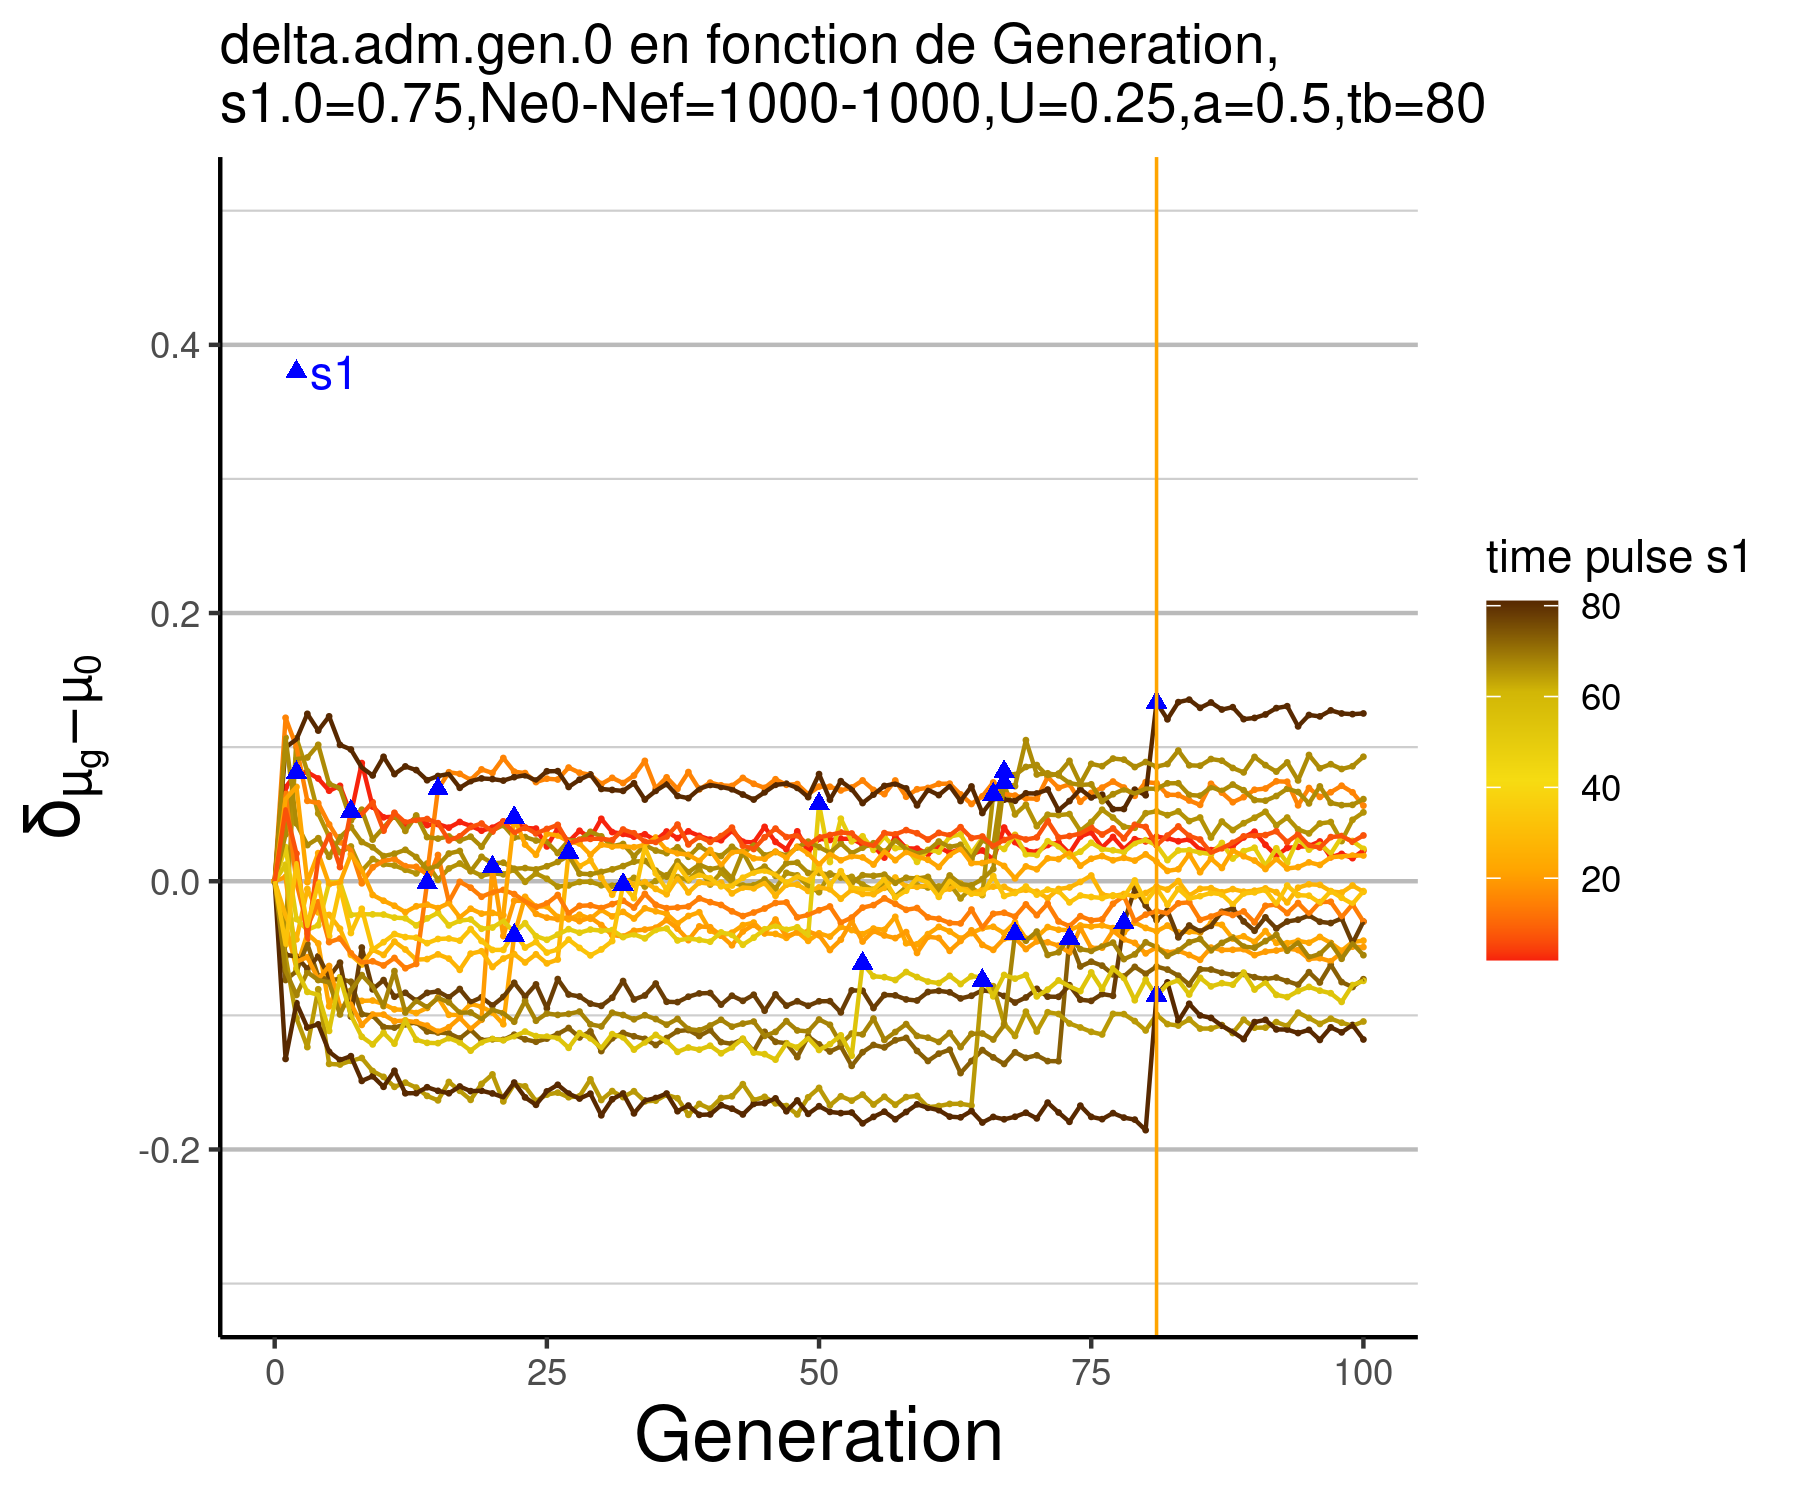 delta.adm.gen.0 en fonction de Generation,
s1.0=0.75,Ne0-Nef=1000-1000,U=0.25,a=0.5,tb=80
δμg−μ0
0.4
0.2
0.0
-0.2
s1
0 25 50 75 100
Generation
time pulse s1
80
60
40
20